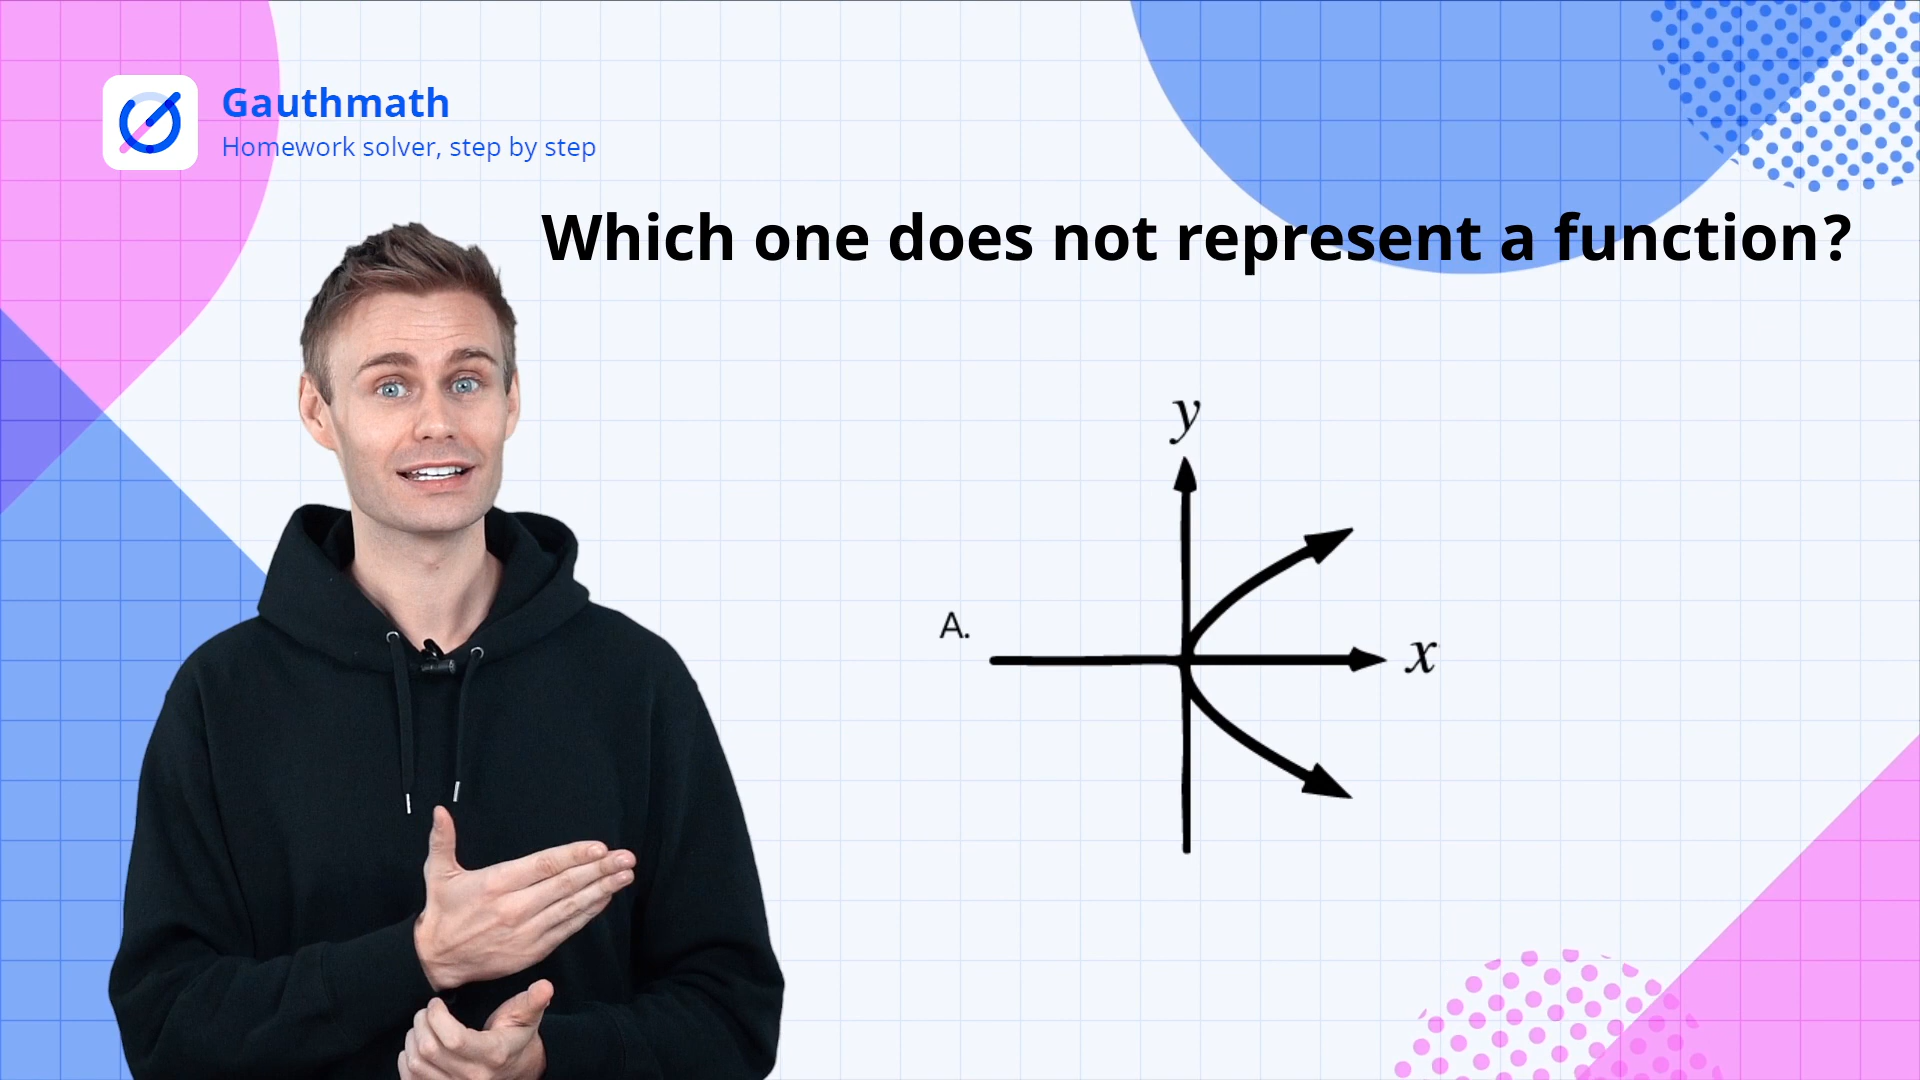 Gauthmath
Homework solver, step by step
Which one does not represent a function?
y
A.
x